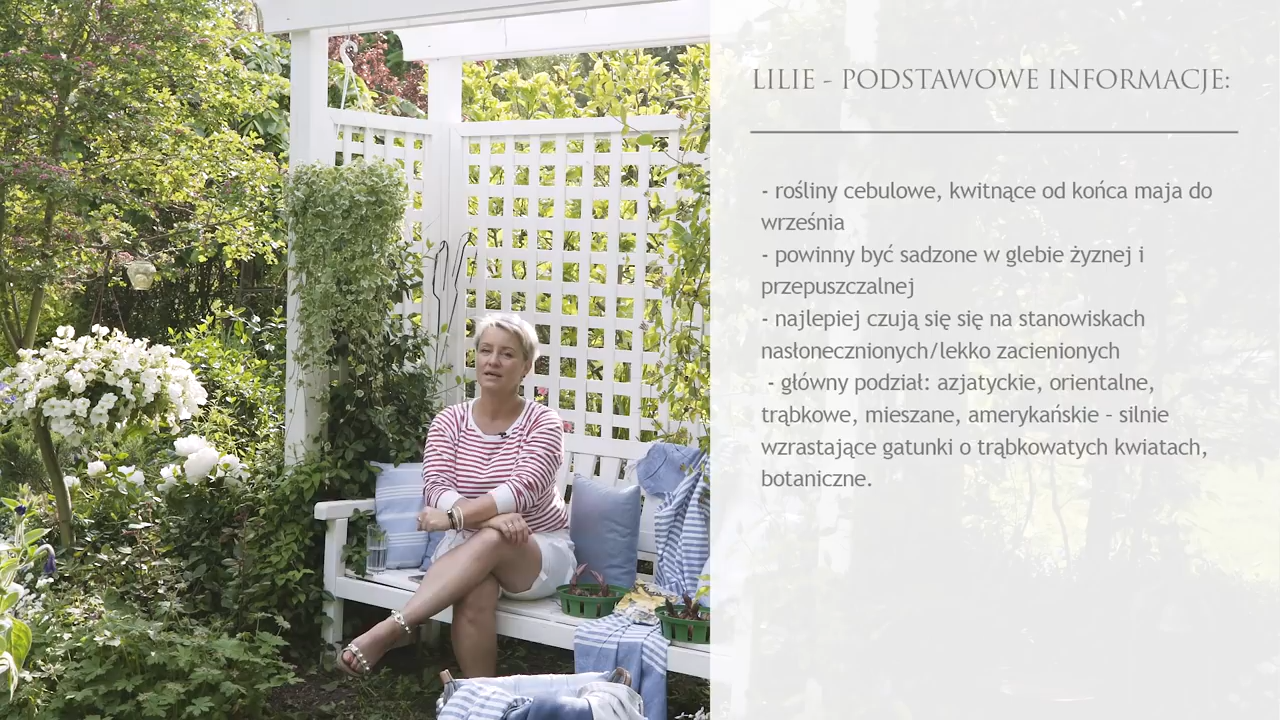 LILIE - PODSTAWOWE INFORMACJE:
- rośliny cebulowe, kwitnące od końca maja do
września
- powinny być sadzone w glebie żyznej i
przepuszczalnej
- najlepiej czują się się na stanowiskach
nasłonecznionych/lekko zacienionych
- główny podział: azjatyckie, orientalne,
trąbkowe, mieszane, amerykańskie - silnie
wzrastające gatunki o trąbkowatych kwiatach,
botaniczne.